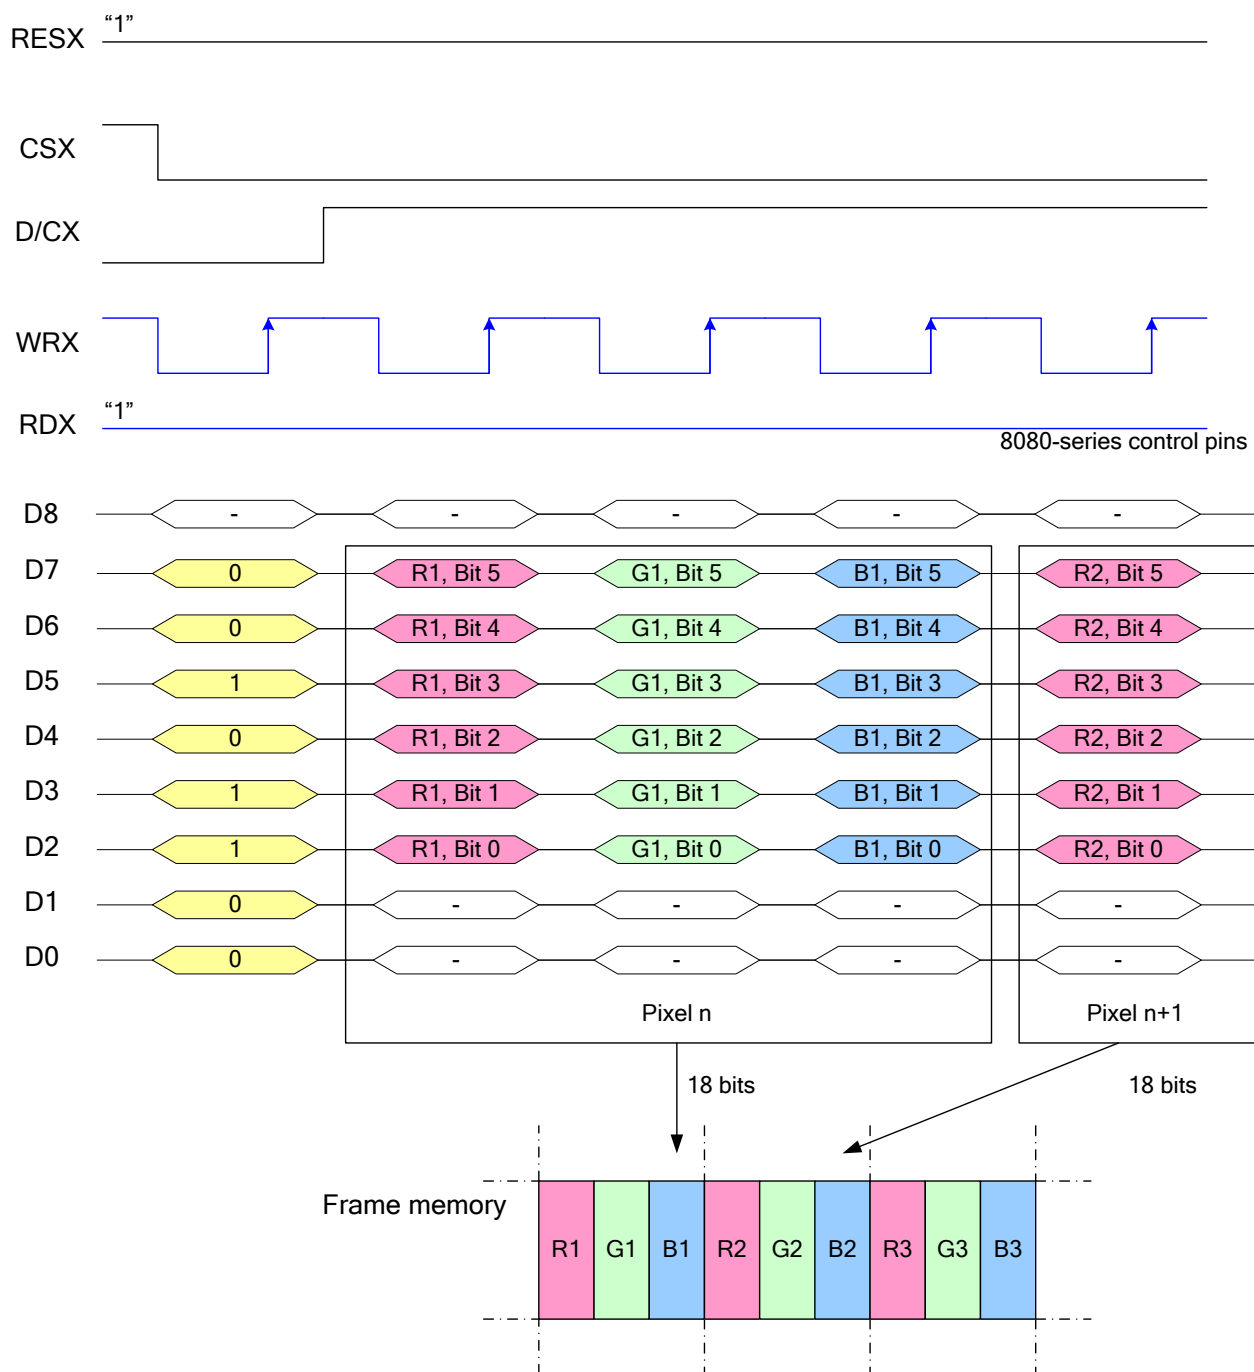 RESX “1”
CSX
D/CX
WRX
RDX “1”
8080-series control pins
D8 - - - - -
D7 0 R1, Bit 5 G1, Bit 5 B1, Bit 5 R2, Bit 5
D6 0 R1, Bit 4 G1, Bit 4 B1, Bit 4 R2, Bit 4
D5 1 R1, Bit 3 G1, Bit 3 B1, Bit 3 R2, Bit 3
D4 0 R1, Bit 2 G1, Bit 2 B1, Bit 2 R2, Bit 2
D3 1 R1, Bit 1 G1, Bit 1 B1, Bit 1 R2, Bit 1
D2 1 R1, Bit 0 G1, Bit 0 B1, Bit 0 R2, Bit 0
D1 0 - - - -
D0 0 - - - -
Pixel n Pixel n+1
18 bits 18 bits
Frame memory
R1 G1 B1 R2 G2 B2 R3 G3 B3